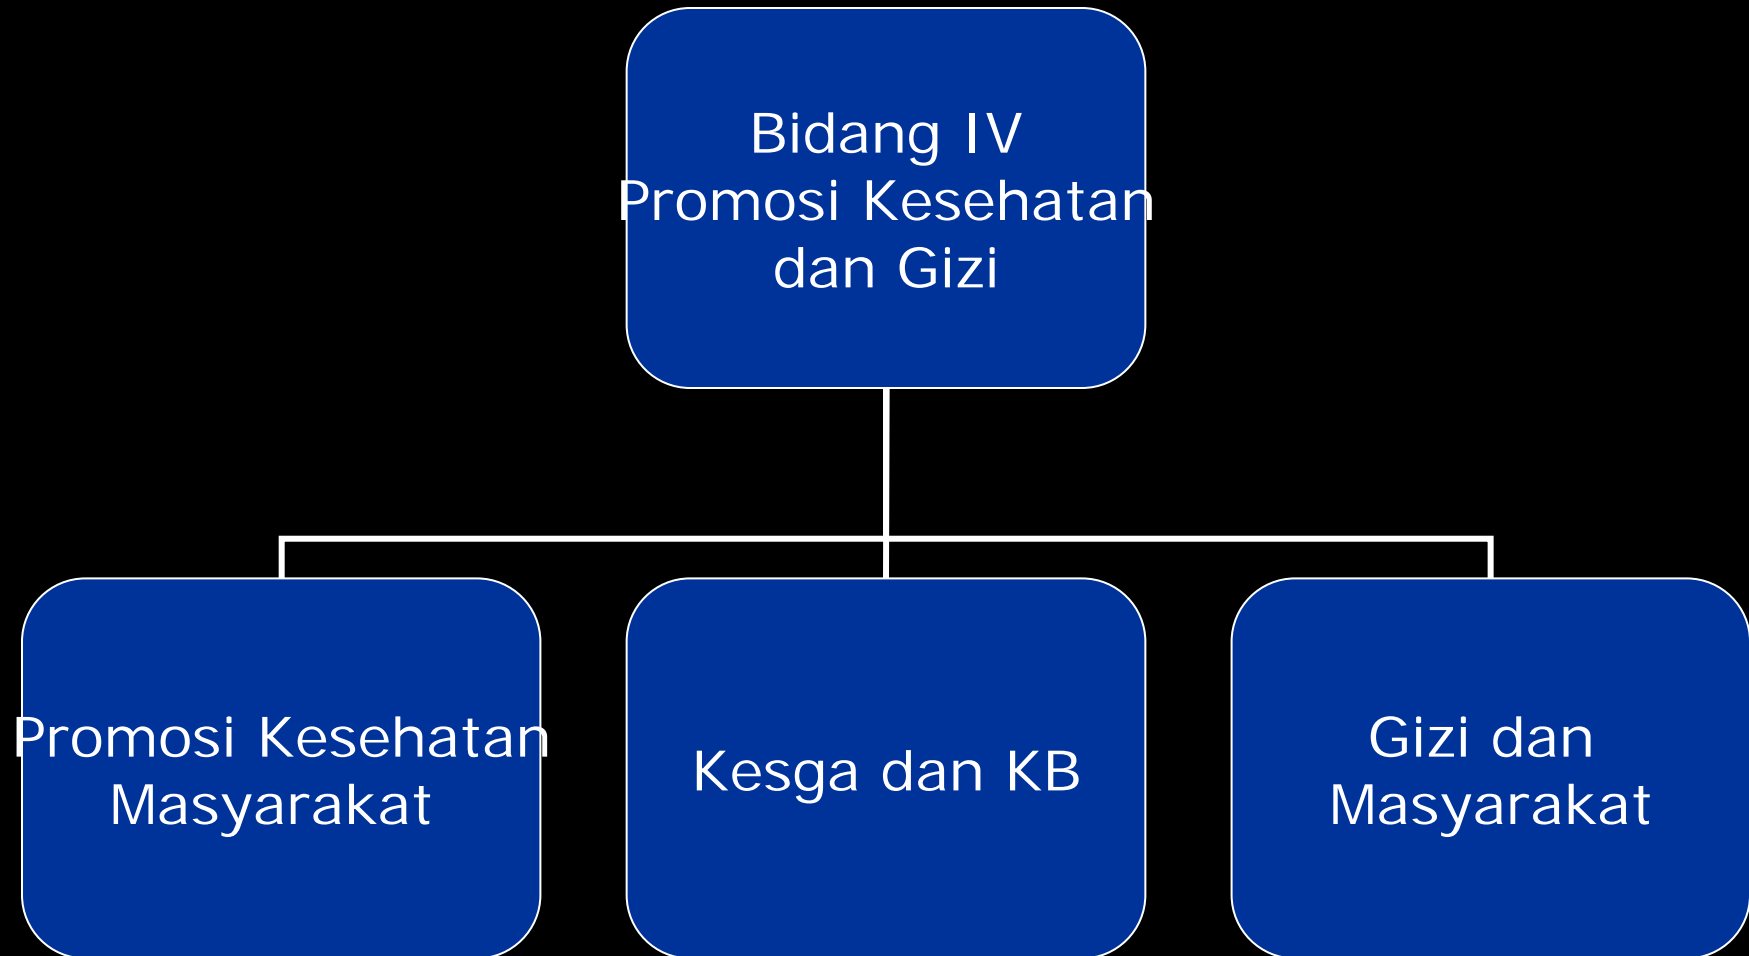 Bidang IV
Promosi Kesehatan
dan Gizi
Promosi Kesehatan
Masyarakat
Kesga dan KB
Gizi dan
Masyarakat